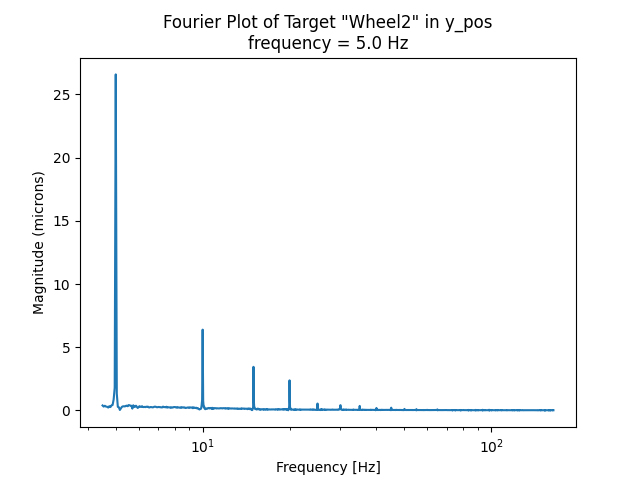 Fourier Plot of Target "Wheel2" in y_pos
frequency = 5.0 Hz
25
20
15
10
5
0
Magnitude (microns)
10¹
10²
Frequency [Hz]